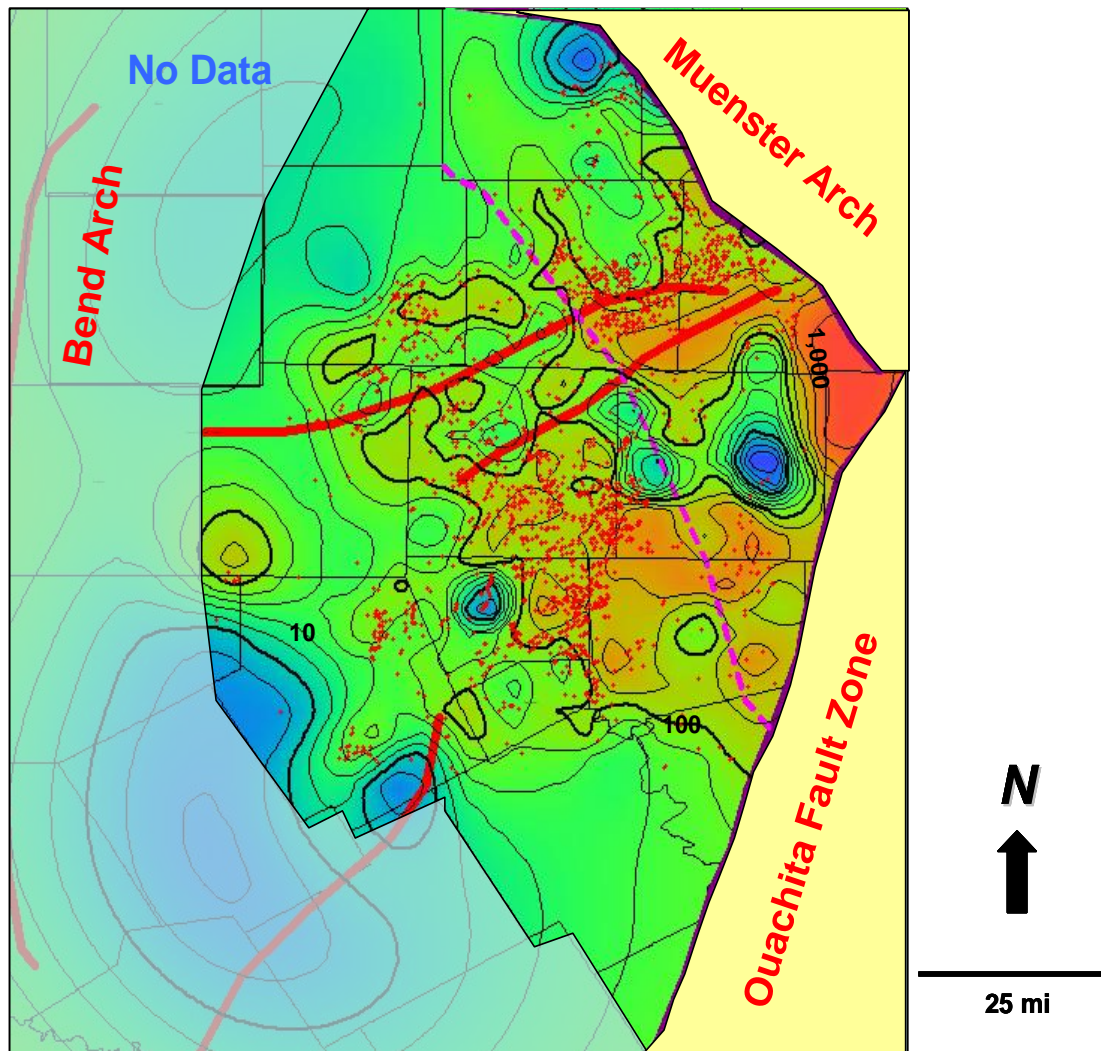 No Data
Muenster Arch
Bend Arch
1,000
10
100
Ouachita Fault Zone
N
25 mi